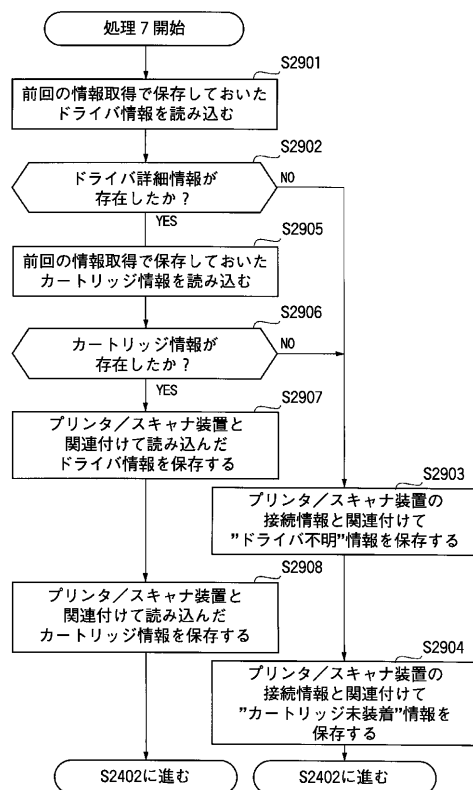 処理7開始
S2901
前回の情報取得で保存しておいた
ドライバ情報を読み込む
S2902
ドライバ詳細情報が
存在したか?
NO
YES
S2905
前回の情報取得で保存しておいた
カートリッジ情報を読み込む
S2906
カートリッジ情報が
存在したか?
NO
YES
S2907
プリンタ/スキャナ装置と
関連付けて読み込んだ
ドライバ情報を保存する
S2903
プリンタ/スキャナ装置の
接続情報と関連付けて
"ドライバ不明"情報を保存する
S2908
プリンタ/スキャナ装置と
関連付けて読み込んだ
カートリッジ情報を保存する
S2904
プリンタ/スキャナ装置の
接続情報と関連付けて
"カートリッジ未装着"情報を
保存する
S2402に進む
S2402に進む